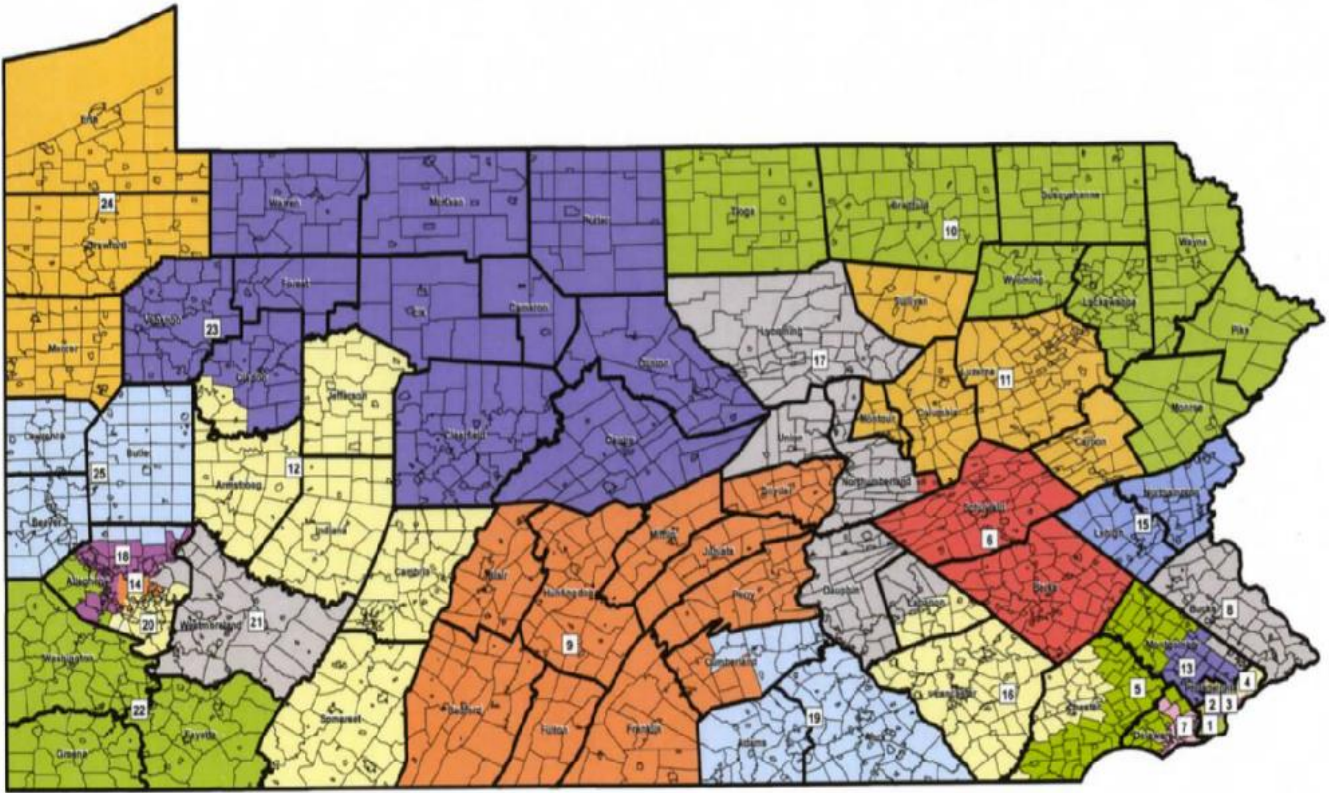 Erie
24
Crawford
Mercer
Warren
McKean
Potter
Tioga
Bradford
10
Susquehanna
Wayne
Wyoming
Lackawanna
Pike
Monroe
Forest
Elk
Cameron
Venango
23
Clarion
Jefferson
Clearfield
Clinton
Centre
Lycoming
17
Sullivan
Luzerne
11
Columbia
Montour
Carbon
Union
Northumberland
Lawrence
Butler
25
Beaver
12
Armstrong
Indiana
Cambria
Somerset
18
Allegheny
14
20
Westmoreland
21
Washington
22
Greene
Fayette
Blair
Huntingdon
Mifflin
Snyder
Juniata
Perry
9
Bedford
Fulton
Franklin
Cumberland
19
Adams
York
Dauphin
Lebanon
Schuylkill
6
Berks
Lancaster
16
Chester
Northampton
Lehigh
15
Bucks
8
Montgomery
13
Philadelphia
4
5
2
3
Delaware
7
1